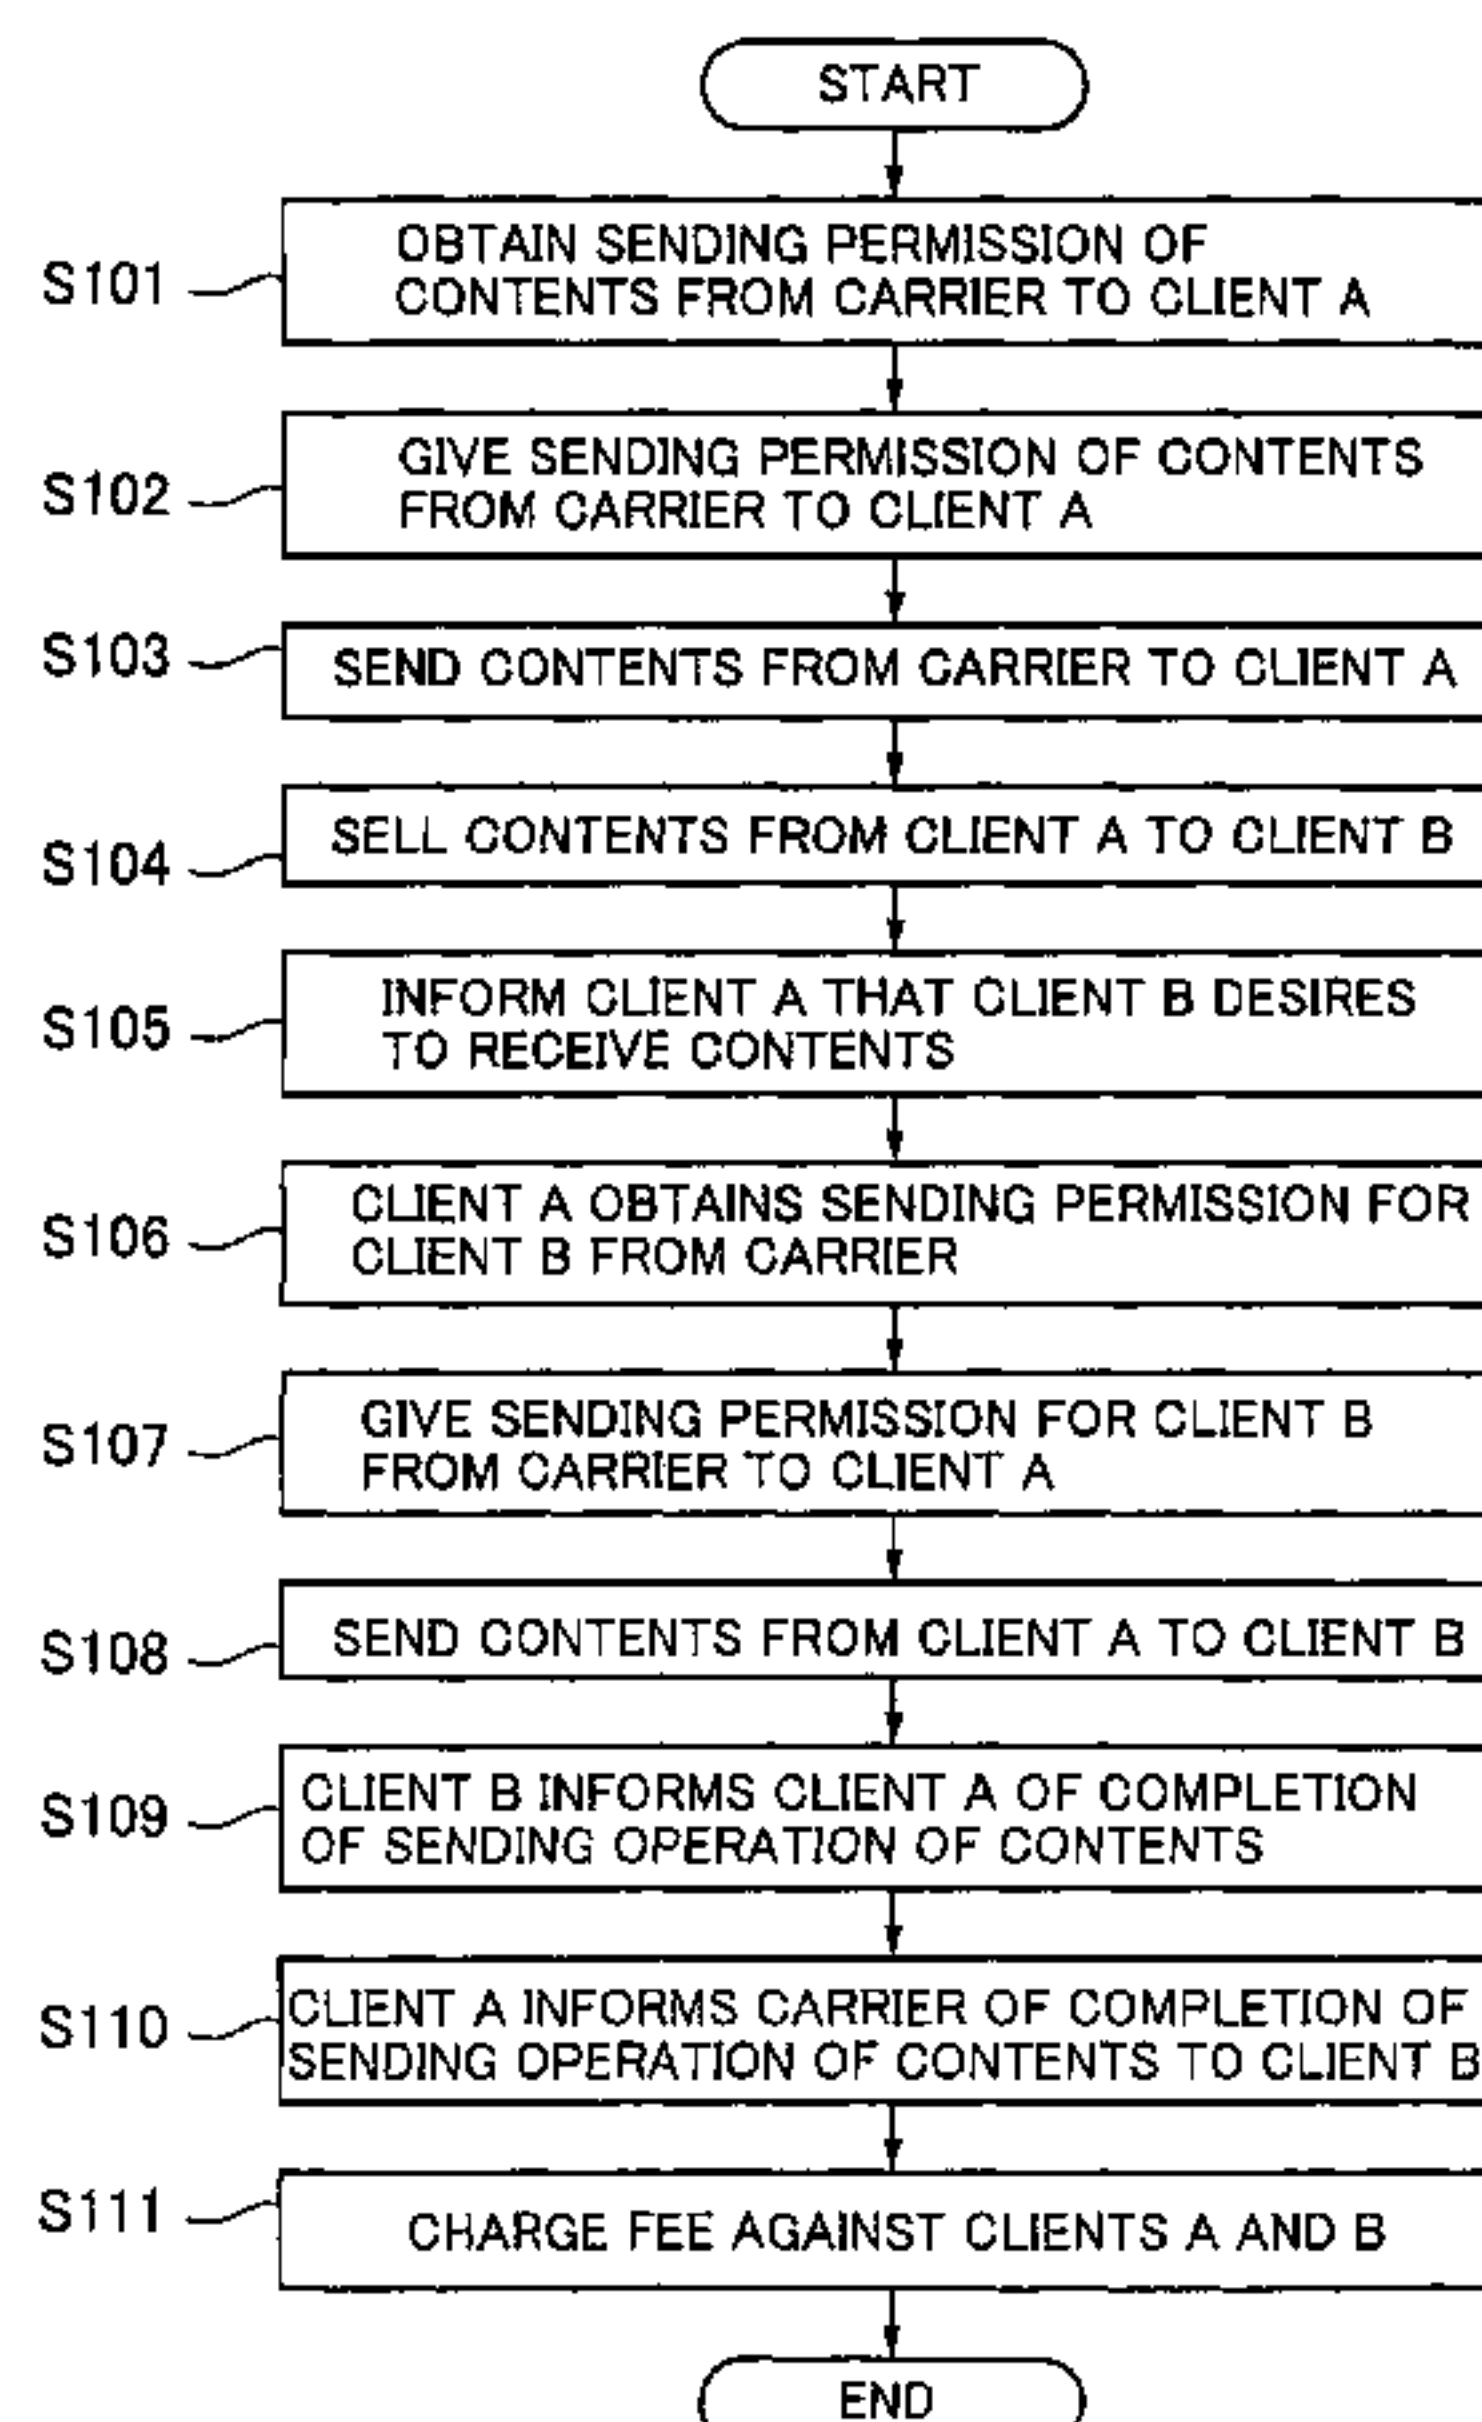 START
S101
OBTAIN SENDING PERMISSION OF
CONTENTS FROM CARRIER TO CLIENT A
S102
GIVE SENDING PERMISSION OF CONTENTS
FROM CARRIER TO CLIENT A
S103
SEND CONTENTS FROM CARRIER TO CLIENT A
S104
SELL CONTENTS FROM CLIENT A TO CLIENT B
S105
INFORM CLIENT A THAT CLIENT B DESIRES
TO RECEIVE CONTENTS
S106
CLIENT A OBTAINS SENDING PERMISSION FOR
CLIENT B FROM CARRIER
S107
GIVE SENDING PERMISSION FOR CLIENT B
FROM CARRIER TO CLIENT A
S108
SEND CONTENTS FROM CLIENT A TO CLIENT B
S109
CLIENT B INFORMS CLIENT A OF COMPLETION
OF SENDING OPERATION OF CONTENTS
S110
CLIENT A INFORMS CARRIER OF COMPLETION OF
SENDING OPERATION OF CONTENTS TO CLIENT B
S111
CHARGE FEE AGAINST CLIENTS A AND B
END